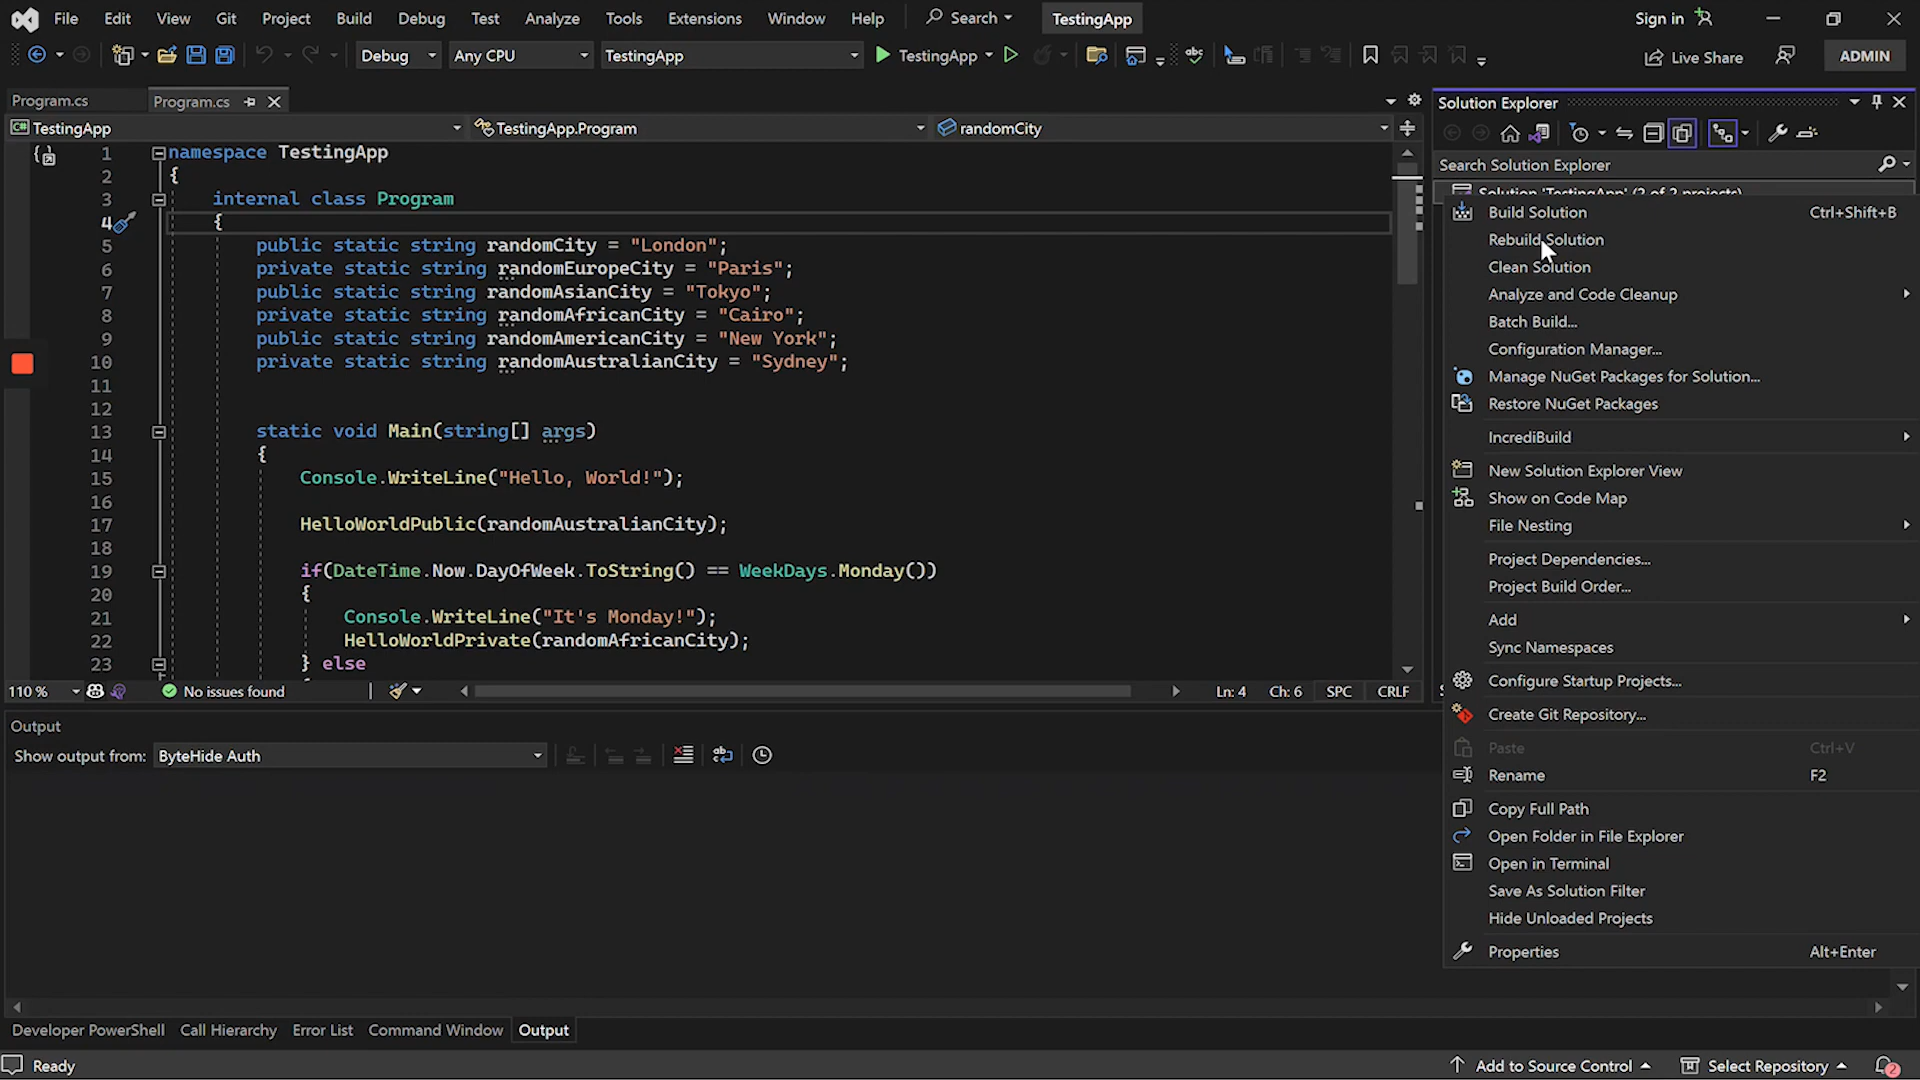 File Edit View Git Project Build Debug Test Analyze Tools Extensions Window Help Search TestingApp Sign in
Debug Any CPU TestingApp TestingApp Live Share ADMIN
Program.cs Program.cs
TestingApp TestingApp.Program randomCity
1 namespace TestingApp
2 {
3 internal class Program
4 {
5 public static string randomCity = "London";
6 private static string randomEuropeCity = "Paris";
7 public static string randomAsianCity = "Tokyo";
8 private static string randomAfricanCity = "Cairo";
9 public static string randomAmericanCity = "New York";
10 private static string randomAustralianCity = "Sydney";
11
12
13 static void Main(string[] args)
14 {
15 Console.WriteLine("Hello, World!");
16
17 HelloWorldPublic(randomAustralianCity);
18
19 if(DateTime.Now.DayOfWeek.ToString() == WeekDays.Monday())
20 {
21 Console.WriteLine("It's Monday!");
22 HelloWorldPrivate(randomAfricanCity);
23 } else
110 % No issues found Ln: 4 Ch: 6 SPC CRLF
Output
Show output from: ByteHide Auth
Solution Explorer
Search Solution Explorer
Solution 'TestingApp' (2 of 2 projects)
Build Solution Ctrl+Shift+B
Rebuild Solution
Clean Solution
Analyze and Code Cleanup
Batch Build...
Configuration Manager...
Manage NuGet Packages for Solution...
Restore NuGet Packages
IncrediBuild
New Solution Explorer View
Show on Code Map
File Nesting
Project Dependencies...
Project Build Order...
Add
Sync Namespaces
Configure Startup Projects...
Create Git Repository...
Paste Ctrl+V
Rename F2
Copy Full Path
Open Folder in File Explorer
Open in Terminal
Save As Solution Filter
Hide Unloaded Projects
Properties Alt+Enter
Developer PowerShell Call Hierarchy Error List Command Window Output
Ready Add to Source Control Select Repository 2